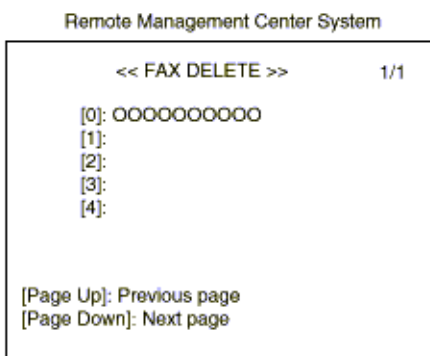 Remote Management Center System
<< FAX DELETE >> 1/1
[0]: OOOOOOOOOO
[1]:
[2]:
[3]:
[4]:
[Page Up]: Previous page
[Page Down]: Next page